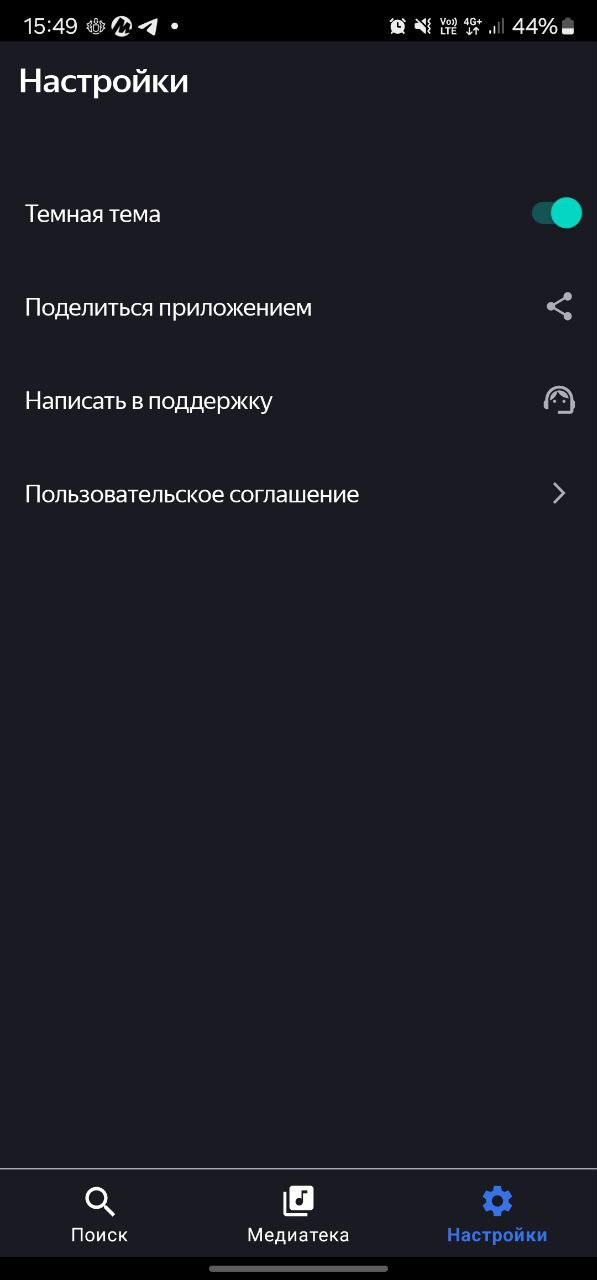 15:49 Vo)) LTE 4G+ 44%
Настройки
Темная тема
Поделиться приложением
Написать в поддержку
Пользовательское соглашение
Поиск Медиатека Настройки